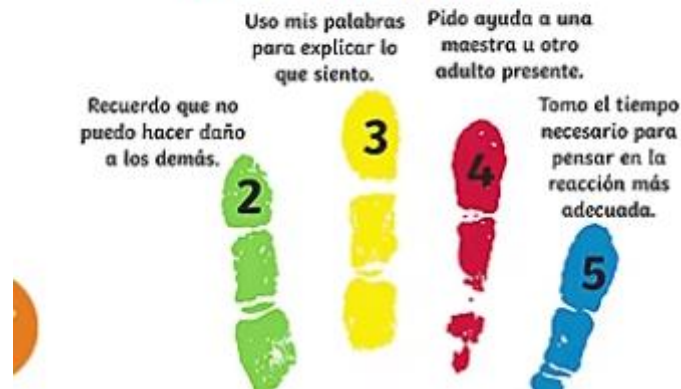 Uso mis palabras
para explicar lo
que siento.
Pido ayuda a una
maestra u otro
adulto presente.
Recuerdo que no
puedo hacer daño
a los demás.
Tomo el tiempo
necesario para
pensar en la
reacción más
adecuada.
2
3
4
5